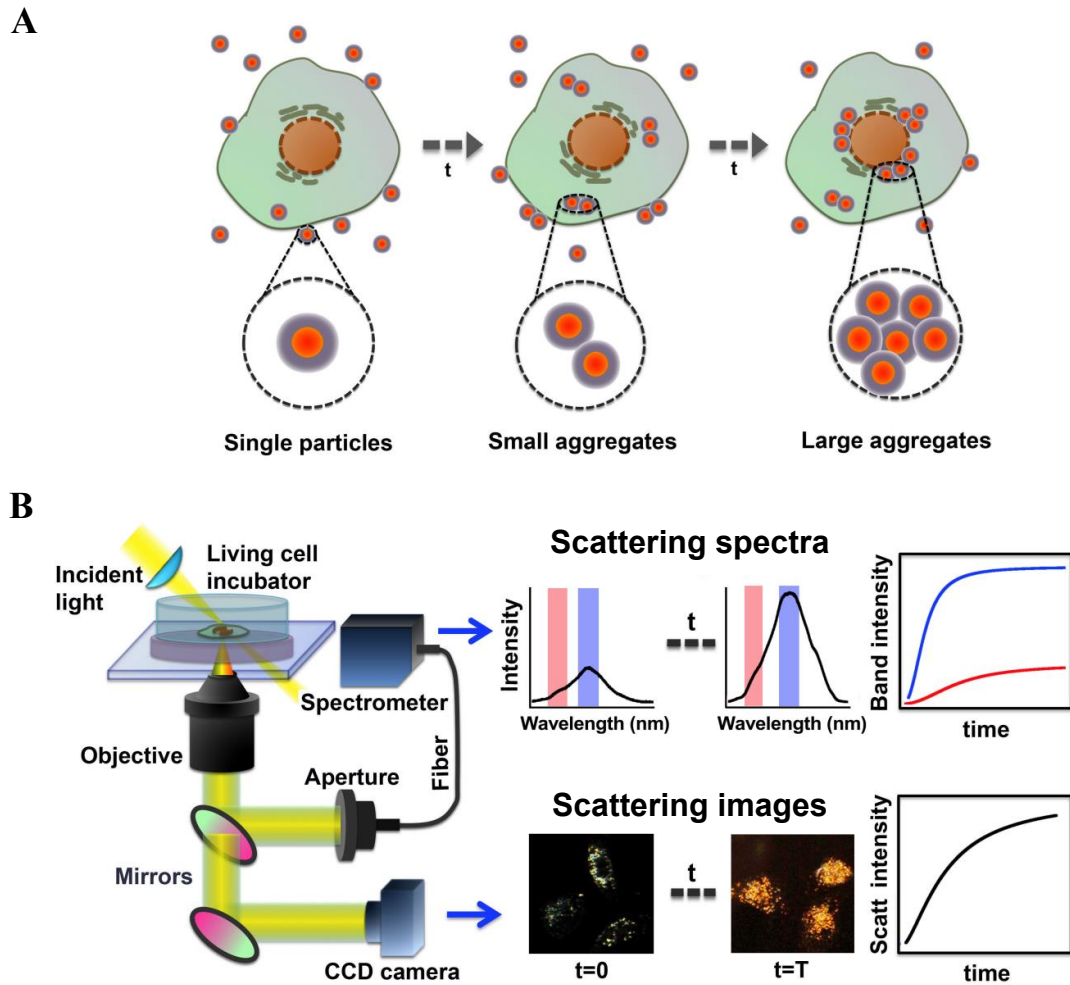 A
t
t
Single particles
Small aggregates
Large aggregates
B
Incident
light
Living cell
incubator
Spectrometer
Objective
Aperture
Fiber
Mirrors
CCD camera
Scattering spectra
Intensity
Wavelength (nm)
t
Wavelength (nm)
Band intensity
time
Scattering images
t
t=0
t=T
Scatt intensity
time